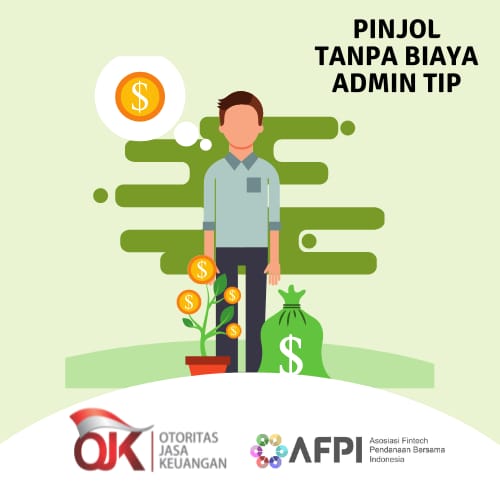 PINJOL
TANPA BIAYA
ADMIN TIP
$
$
$
$
$
$
OJK OTORITAS
JASA
KEUANGAN
AFPI Asosiasi Fintech
Pendanaan Bersama
Indonesia